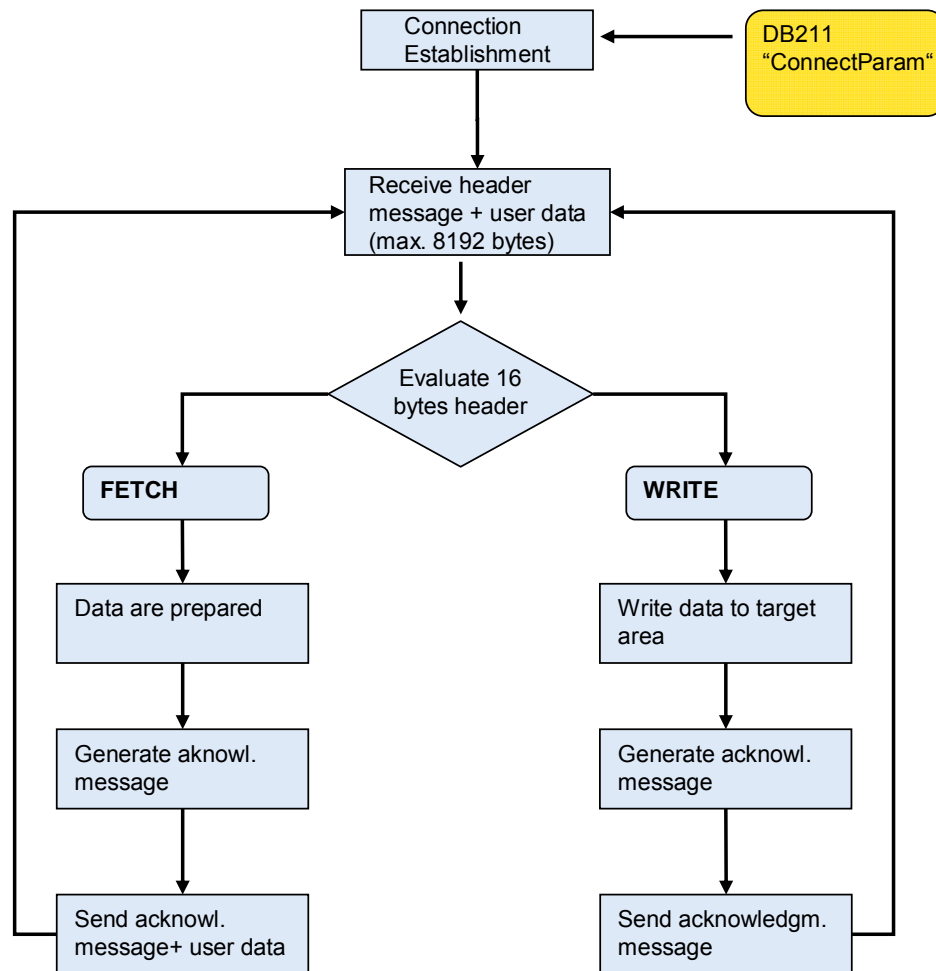 Connection
Establishment
DB211
“ConnectParam“
Receive header
message + user data
(max. 8192 bytes)
Evaluate 16
bytes header
FETCH
WRITE
Data are prepared
Write data to target
area
Generate aknowl.
message
Generate acknowl.
message
Send acknowl.
message+ user data
Send acknowledgm.
message